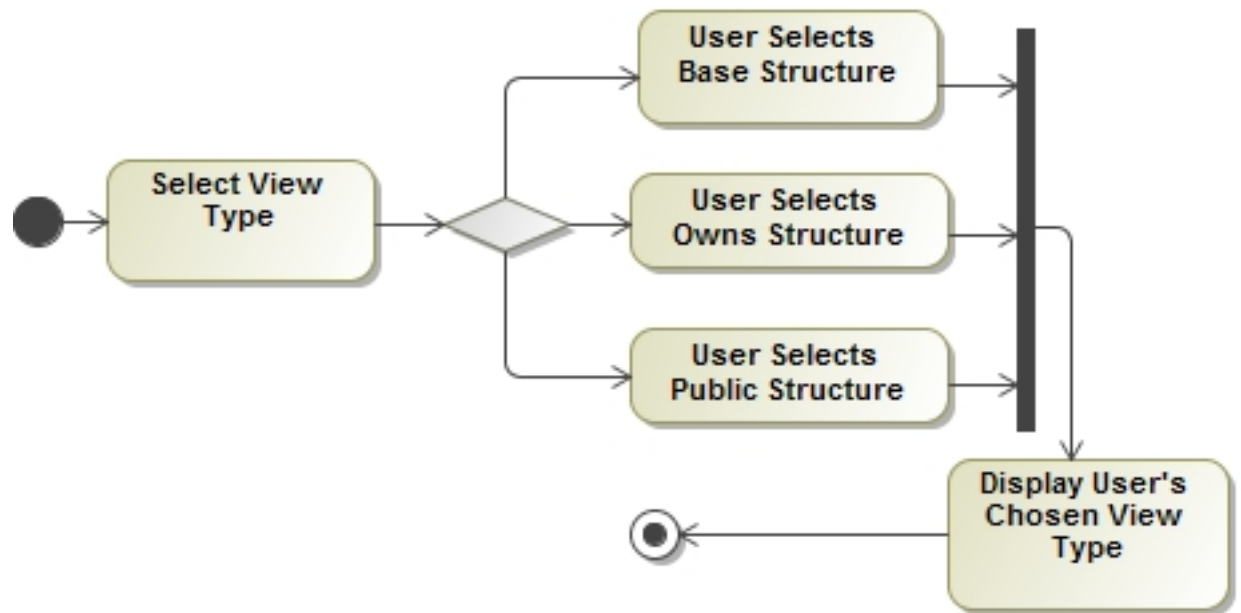 Select View
Type
User Selects
Base Structure
User Selects
Owns Structure
User Selects
Public Structure
Display User's
Chosen View
Type